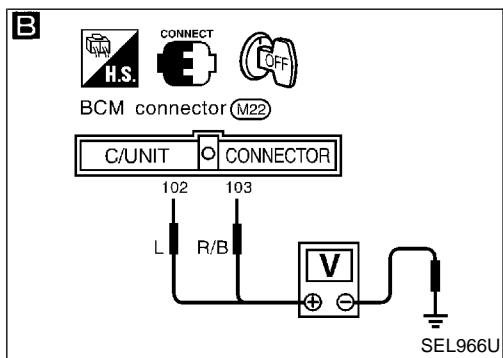 B
CONNECT
H.S.
OFF
BCM connector (M22)
C/UNIT CONNECTOR
102 103
L R/B
V
+ −
SEL966U